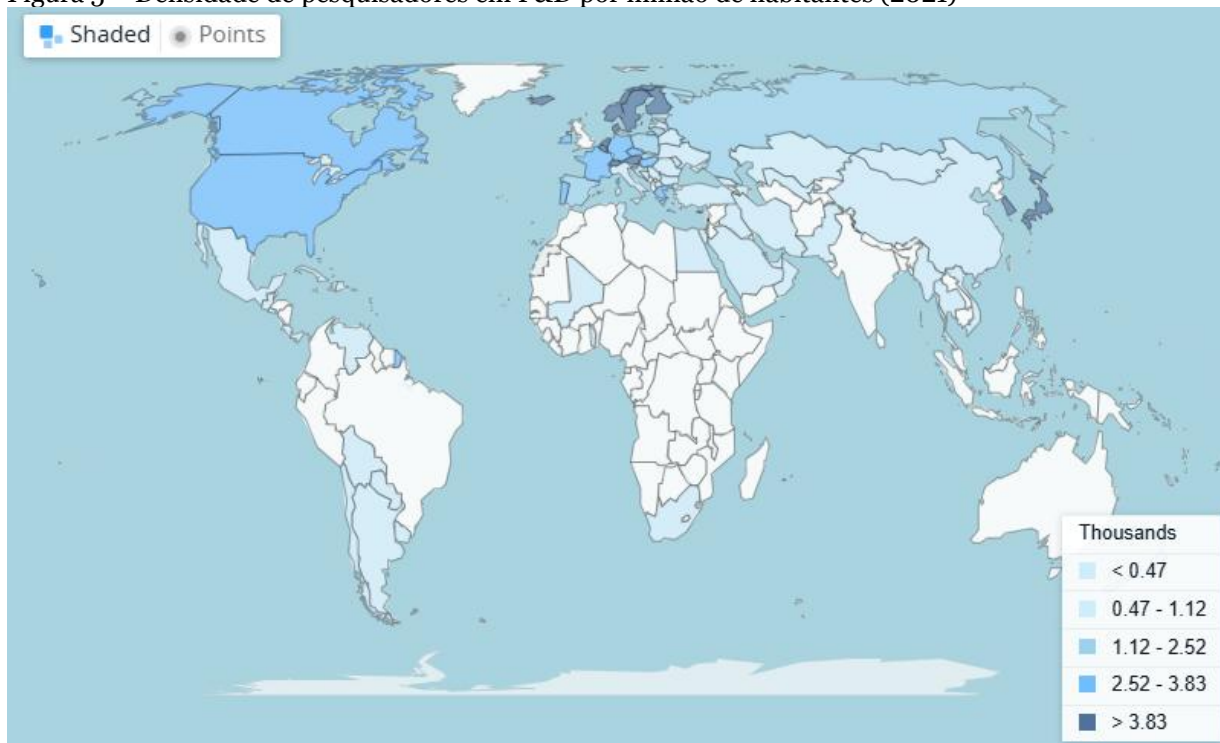 Figura – Densidade de pesquisadores em P&D por milhão de habitantes (2021)
Shaded Points
Thousands
< 0.47
0.47 - 1.12
1.12 - 2.52
2.52 - 3.83
> 3.83